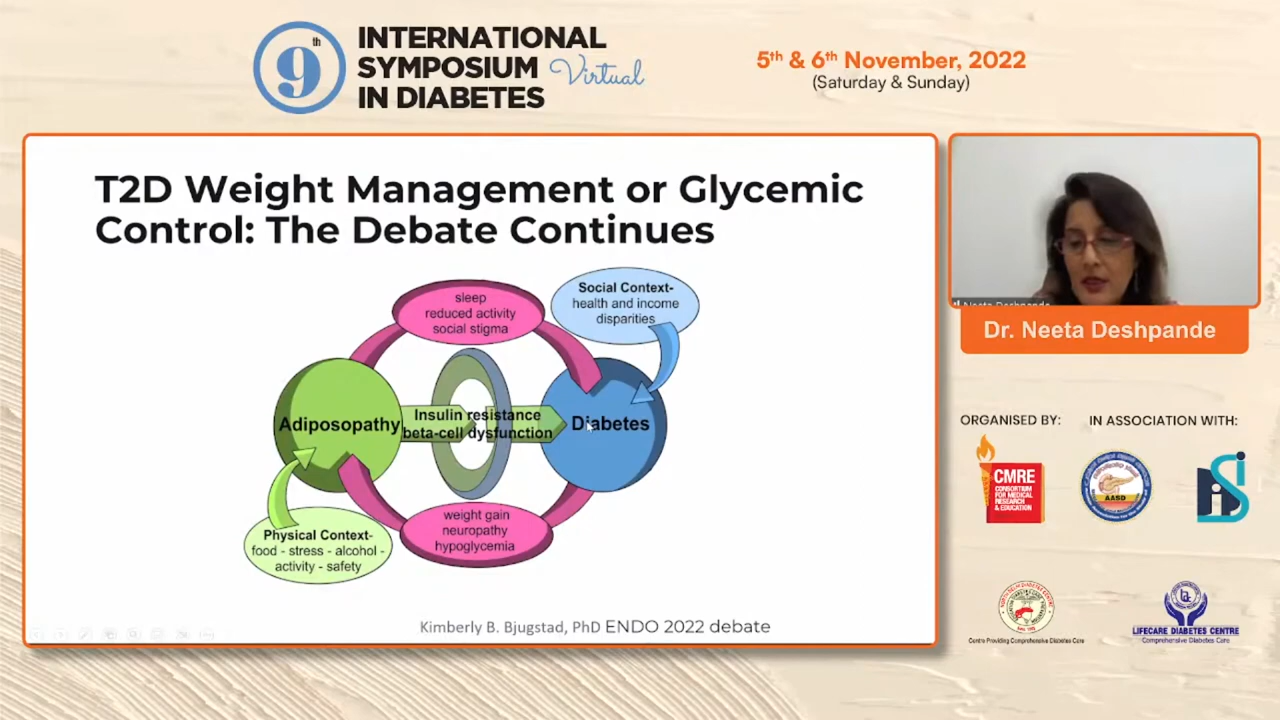 9th
INTERNATIONAL
SYMPOSIUM Virtual
IN DIABETES
5th & 6th November, 2022
(Saturday & Sunday)
T2D Weight Management or Glycemic
Control: The Debate Continues
sleep
reduced activity
social stigma
Social Context-
health and income
disparities
Adiposopathy
Insulin resistance
beta-cell dysfunction
Diabetes
Physical Context-
food - stress - alcohol -
activity - safety
weight gain
neuropathy
hypoglycemia
Kimberly B. Bjugstad, PhD ENDO 2022 debate
Neeta Deshpande
Dr. Neeta Deshpande
ORGANISED BY:
IN ASSOCIATION WITH:
CMRE
CONSORTIUM
FOR MEDICAL
RESEARCH
& EDUCATION
AASD
Centre Providing Comprehensive Diabetes Care
LIFECARE DIABETES CENTRE
Comprehensive Diabetes Care